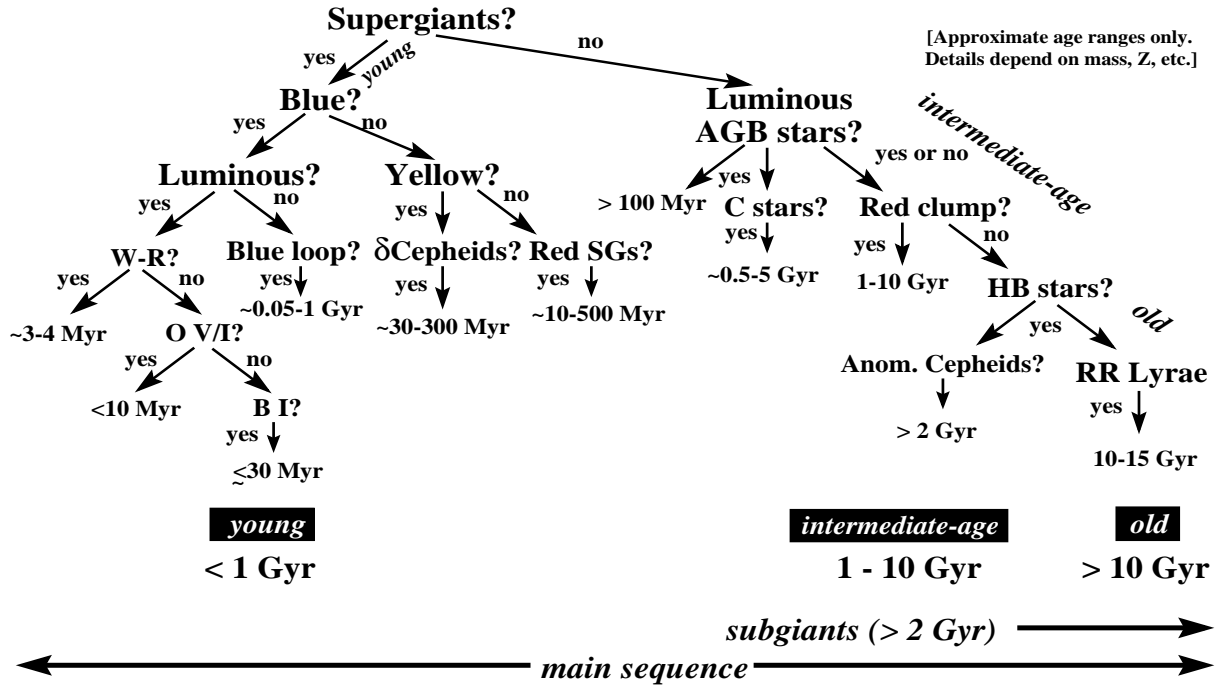 Supergiants?
[Approximate age ranges only.
Details depend on mass, Z, etc.]
yes
young
no
Blue?
Luminous
AGB stars?
intermediate-age
yes
no
yes or no
Luminous?
Yellow?
> 100 Myr
yes
C stars?
Red clump?
yes
no
yes
no
yes
yes
no
W-R?
Blue loop?
δCepheids?
Red SGs?
~0.5-5 Gyr
1-10 Gyr
HB stars?
yes
no
yes
yes
yes
old
~3-4 Myr
O V/I?
~0.05-1 Gyr
~30-300 Myr
~10-500 Myr
yes
yes
no
Anom. Cepheids?
RR Lyrae
<10 Myr
B I?
yes
yes
> 2 Gyr
<30 Myr
~
10-15 Gyr
young
intermediate-age
old
< 1 Gyr
1 - 10 Gyr
> 10 Gyr
subgiants (> 2 Gyr)
main sequence